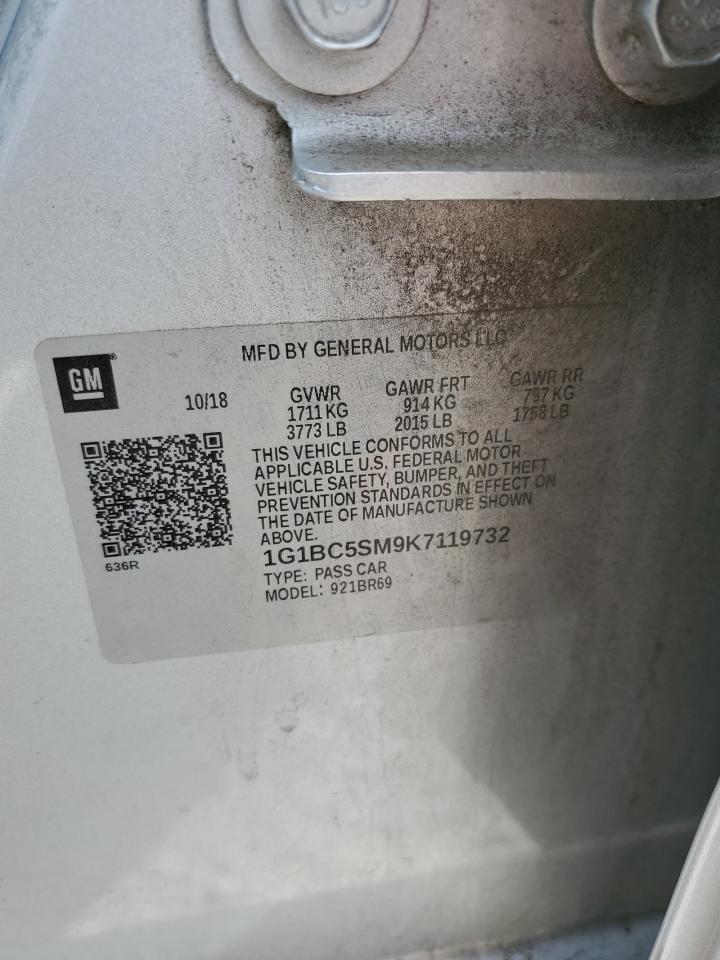 MFD BY GENERAL MOTORS LLC
GM
10/18
GVWR GAWR FRT GAWR RR
1711 KG 914 KG 797 KG
3773 LB 2015 LB 1758 LB
THIS VEHICLE CONFORMS TO ALL
APPLICABLE U.S. FEDERAL MOTOR
VEHICLE SAFETY, BUMPER, AND THEFT
PREVENTION STANDARDS IN EFFECT ON
THE DATE OF MANUFACTURE SHOWN
ABOVE.
1G1BC5SM9K7119732
TYPE: PASS CAR
MODEL: 921BR69
636R